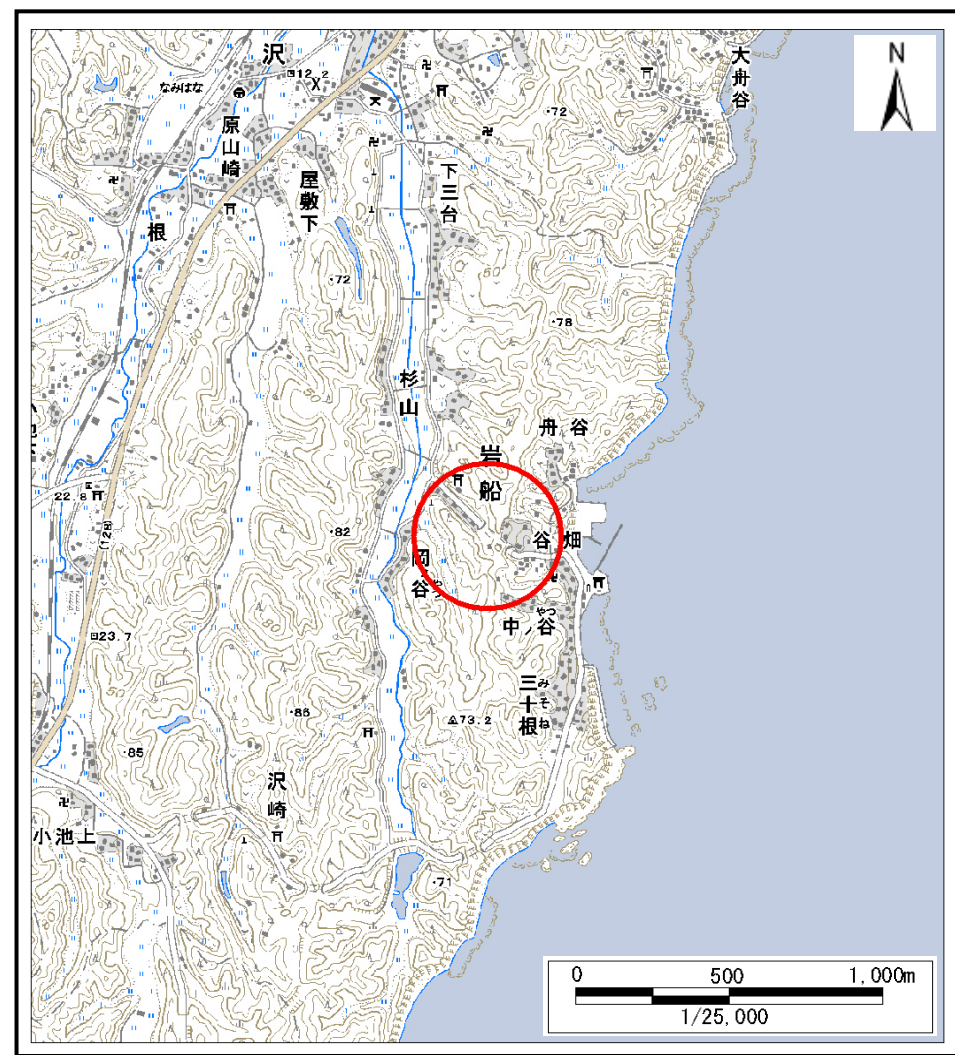 沢
12.2
なみはな
大舟谷
N
原山崎
72
屋敷下
下三台
根
72
78
杉山
舟谷
岩船
22.8
82
谷畑
岡谷
やつ
中ノ谷
やつ
23.7
三十根
みそね
86
73.2
85
沢崎
小池上
71
0 500 1,000m
1/25,000